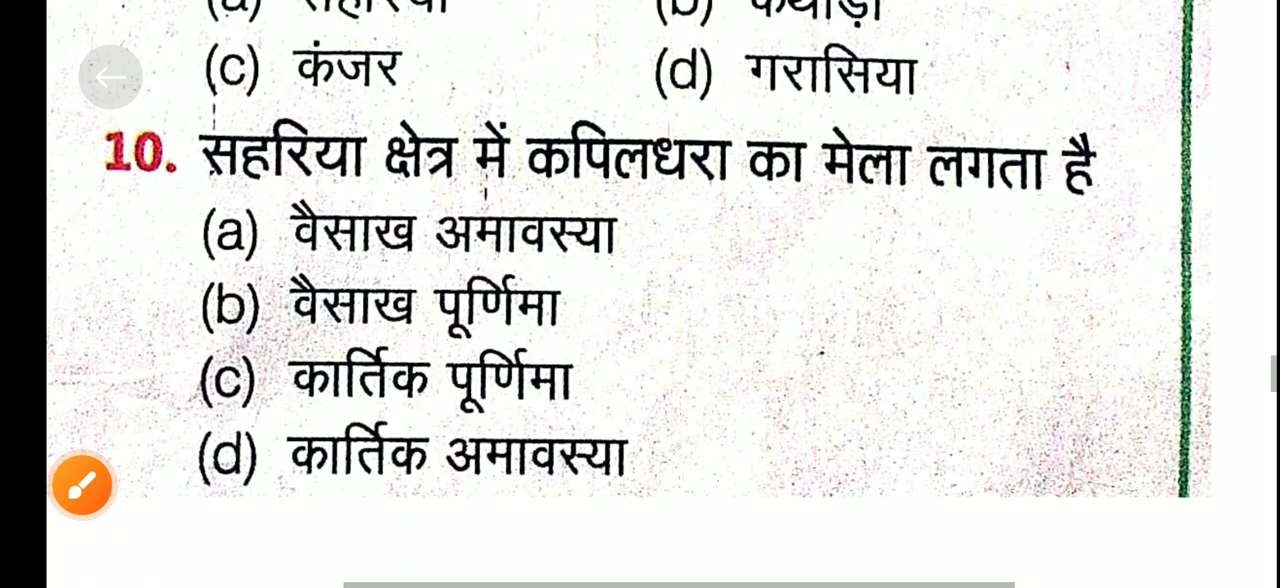 (c) कंजर (d) गरासिया
10. सहरिया क्षेत्र में कपिलधरा का मेला लगता है
(a) वैसाख अमावस्या
(b) वैसाख पूर्णिमा
(c) कार्तिक पूर्णिमा
(d) कार्तिक अमावस्या